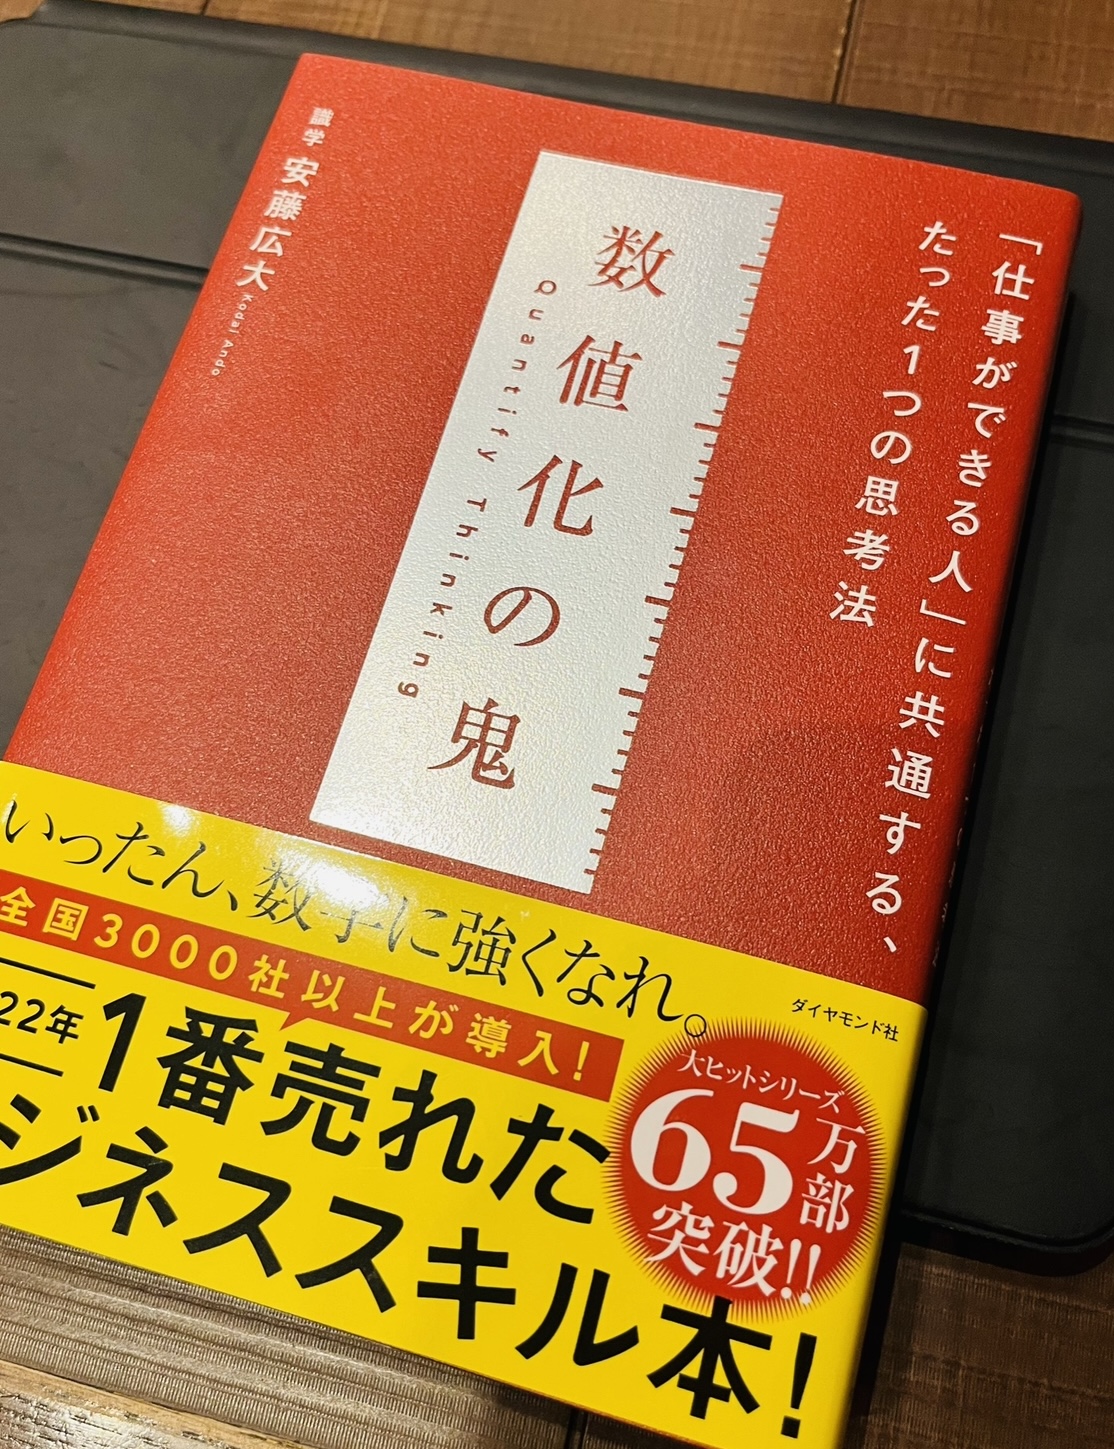 「仕事ができる人」に共通する、
たった1つの思考法
数値化の鬼
Quantify Thinking
識学 安藤広大 Kodai Ando
いったん、数字に強くなれ。
ダイヤモンド社
全国3000社以上が導入!
22年
1番売れた
ジネススキル本!
大ヒットシリーズ
65万部
突破!!